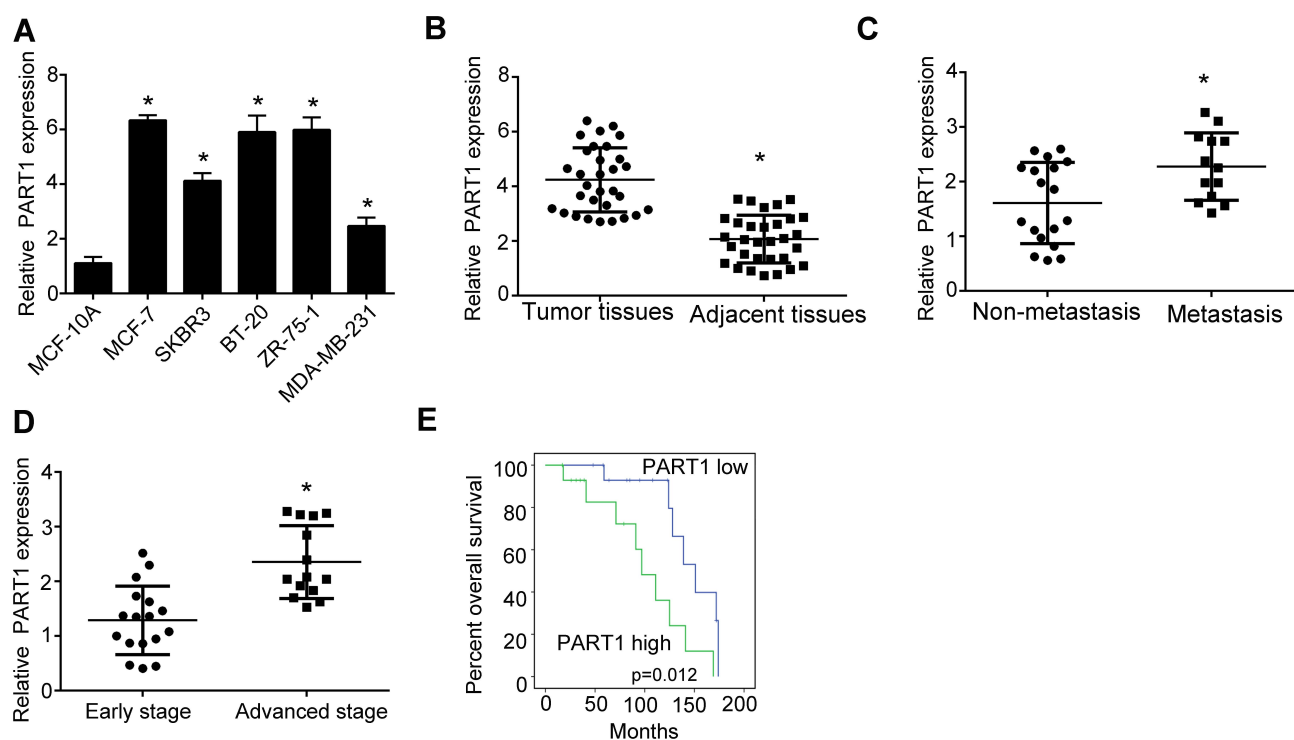 A
Relative PART1 expression
8
6
4
2
0
* * * * *
MCF-10A
MCF-7
SKBR3
BT-20
ZR-75-1
MDA-MB-231
B
Relative PART1 expression
8
6
4
2
0
*
Tumor tissues
Adjacent tissues
C
Relative PART1 expression
4
3
2
1
0
*
Non-metastasis
Metastasis
D
Relative PART1 expression
4
3
2
1
0
*
Early stage
Advanced stage
E
Percent overall survival
100
80
60
40
20
0
PART1 low
PART1 high
p=0.012
0 50 100 150 200
Months